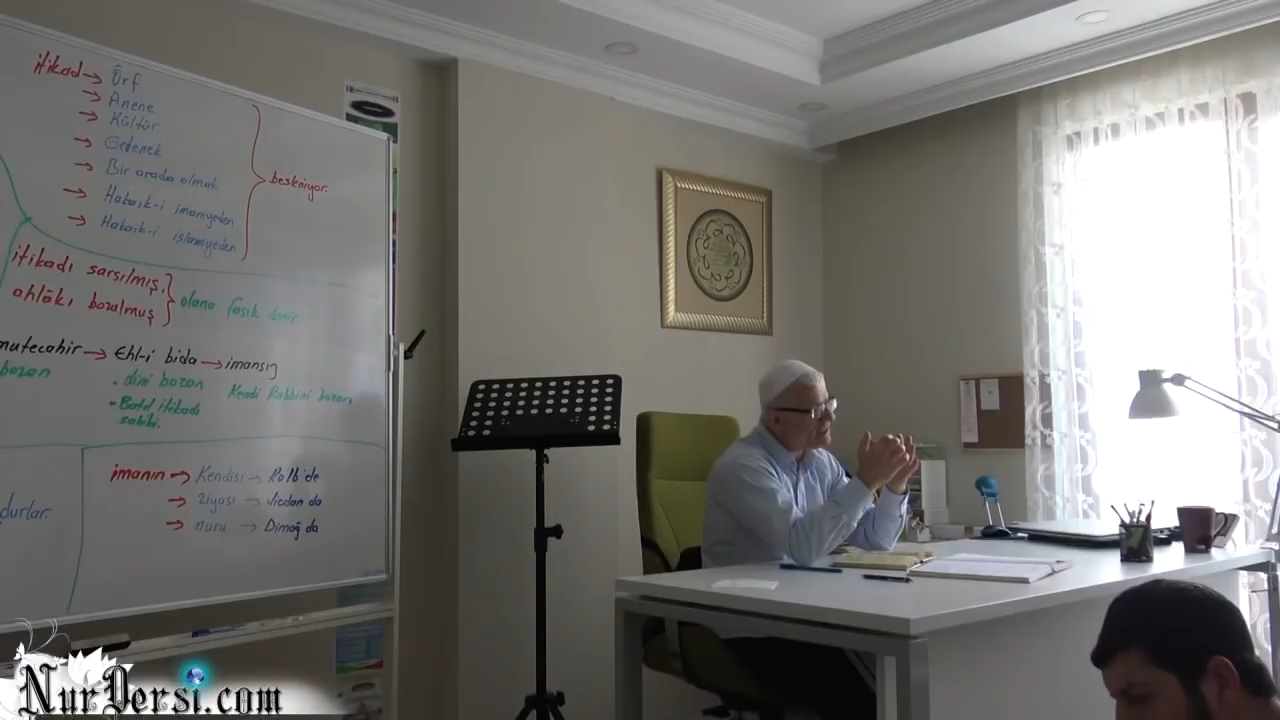 itikad → Örf
→ Anene
→ Kültür
→ Gelenek
→ Bir arada olmak
→ Hakaik-i imaniyeden
→ Hakaik-i islamiyeden
besleniyor.
itikadı sarsılmış,
ahlâkı bozulmuş
olana fasık denir.
mütecahir → Ehl-i bida → imansız
bozan
• dini bozan
Kendi Rabbini bozan
- Batıl itikadı
sahibi.
imanın → Kendisi → Kalb'de
→ Ziyası → Vicdan da
→ nuru → Dimağ da
durlar.
NurDersi.com